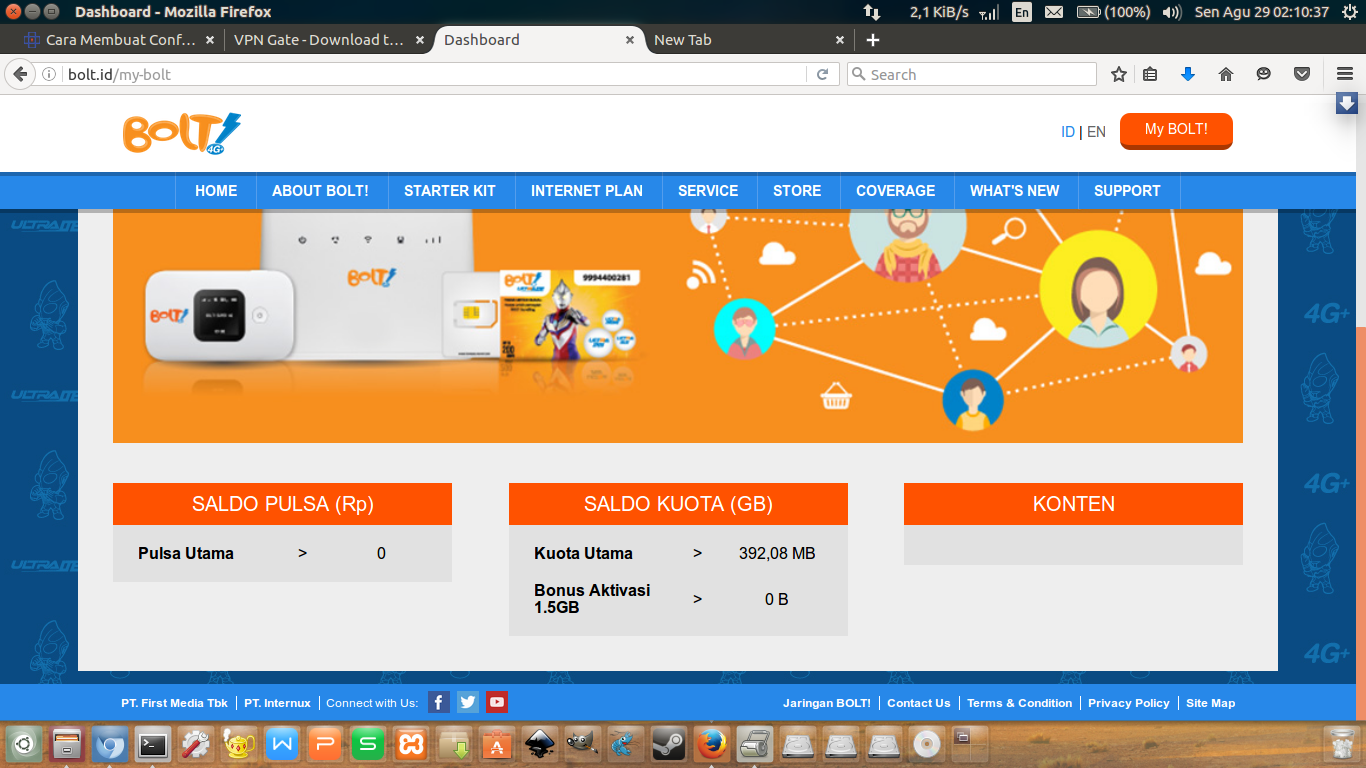 Dashboard - Mozilla Firefox
2,1 KiB/s
En
(100%)
Sen Agu 29 02:10:37
Cara Membuat Conf...
VPN Gate - Download t...
Dashboard
New Tab
bolt.id/my-bolt
Search
BOLT!
4G+
ID | EN
My BOLT!
HOME
ABOUT BOLT!
STARTER KIT
INTERNET PLAN
SERVICE
STORE
COVERAGE
WHAT'S NEW
SUPPORT
BOLT!
BOLT!
BOLT!
9994400281
4G+
4G+
4G+
SALDO PULSA (Rp)
Pulsa Utama > 0
SALDO KUOTA (GB)
Kuota Utama > 392,08 MB
Bonus Aktivasi
1.5GB > 0 B
KONTEN
PT. First Media Tbk | PT. Internux | Connect with Us:
Jaringan BOLT! | Contact Us | Terms & Condition | Privacy Policy | Site Map